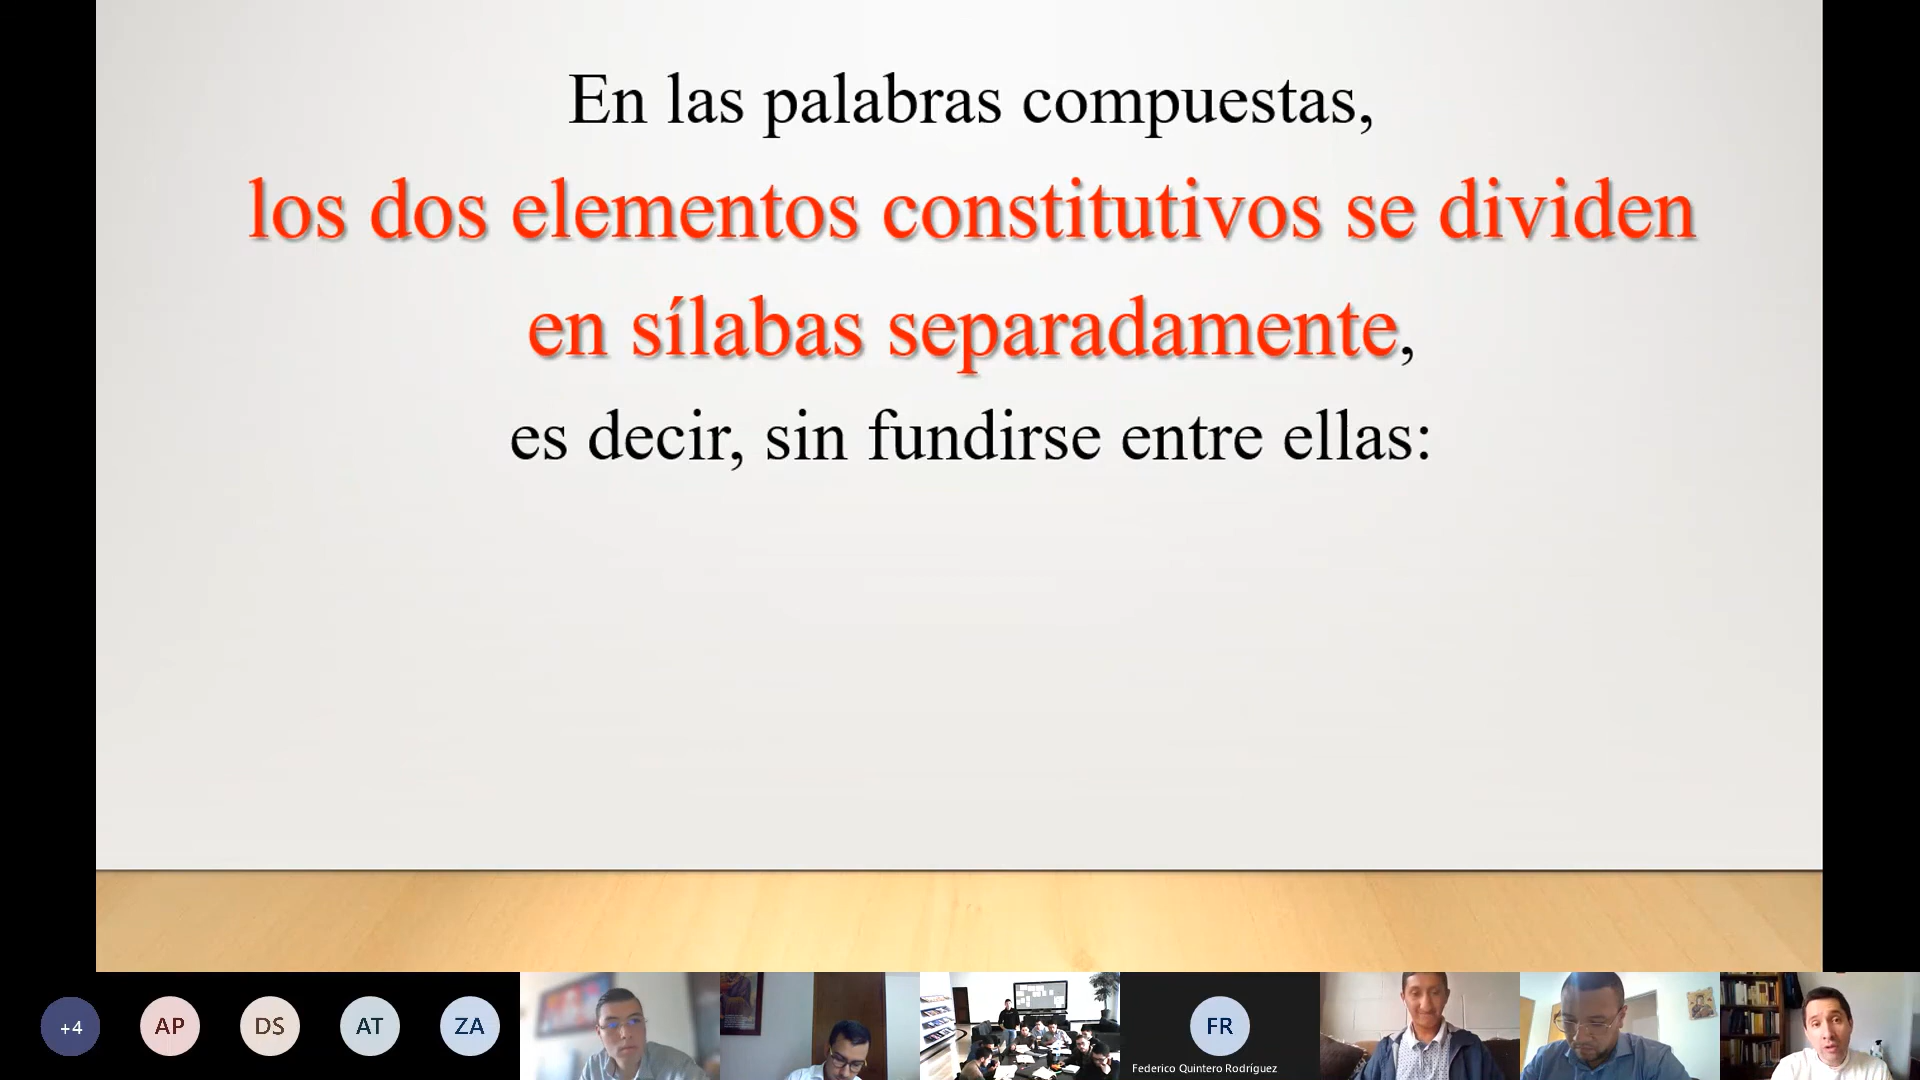 En las palabras compuestas,
los dos elementos constitutivos se dividen
en sílabas separadamente,
es decir, sin fundirse entre ellas:
+4
AP
DS
AT
ZA
FR
Federico Quintero Rodríguez